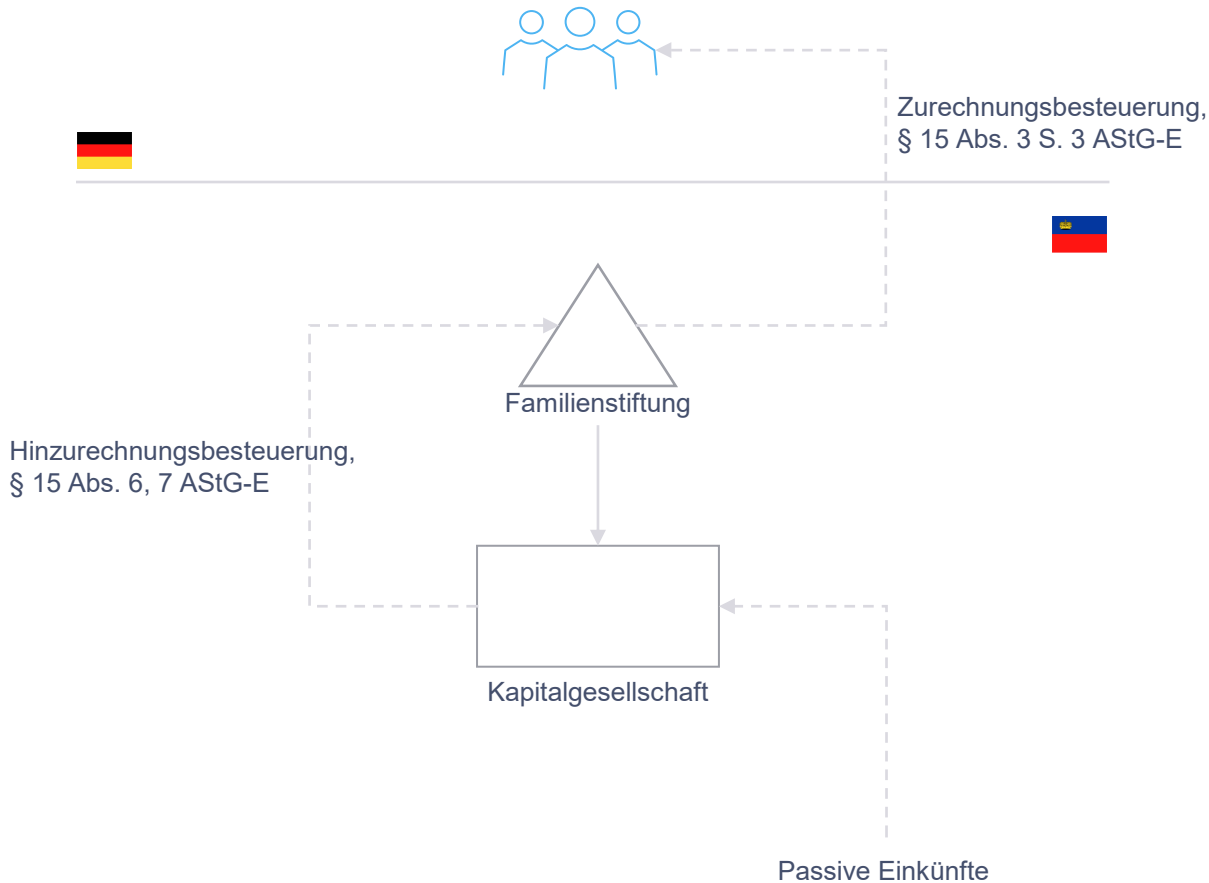 Zurechnungsbesteuerung,
§ 15 Abs. 3 S. 3 AStG-E
Familienstiftung
Hinzurechnungsbesteuerung,
§ 15 Abs. 6, 7 AStG-E
Kapitalgesellschaft
Passive Einkünfte